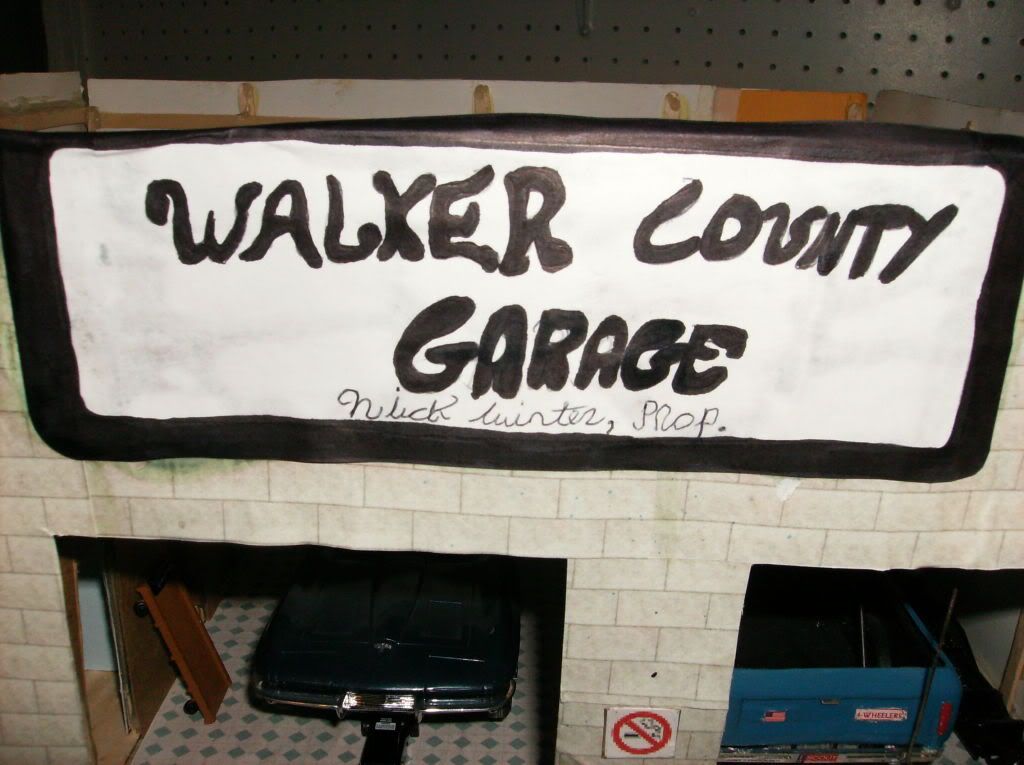 WALKER COUNTY
GARAGE
Nick Winter, Prop.
4-WHEELERS